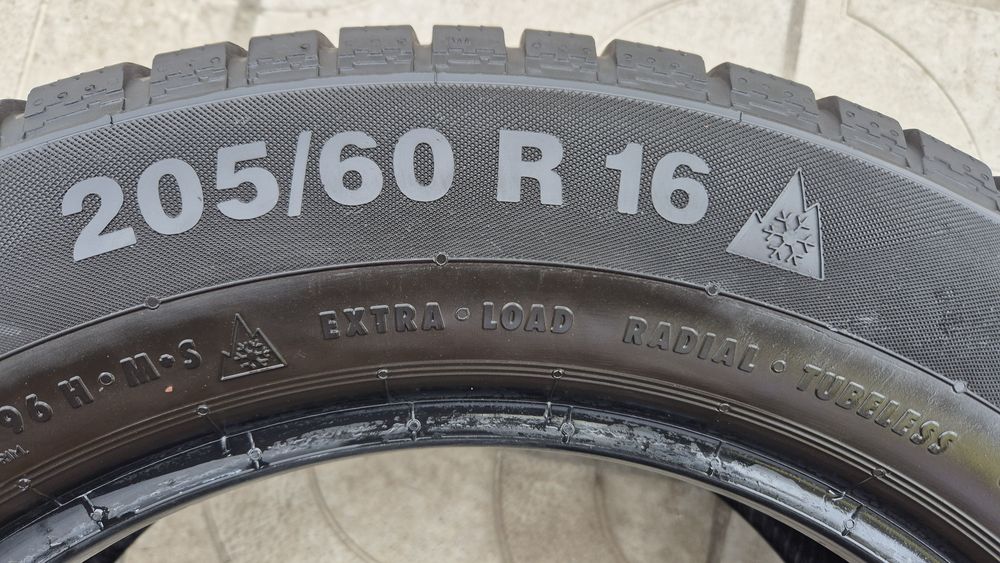 205/60 R 16
96 H•M•S EXTRA•LOAD RADIAL•TUBELESS